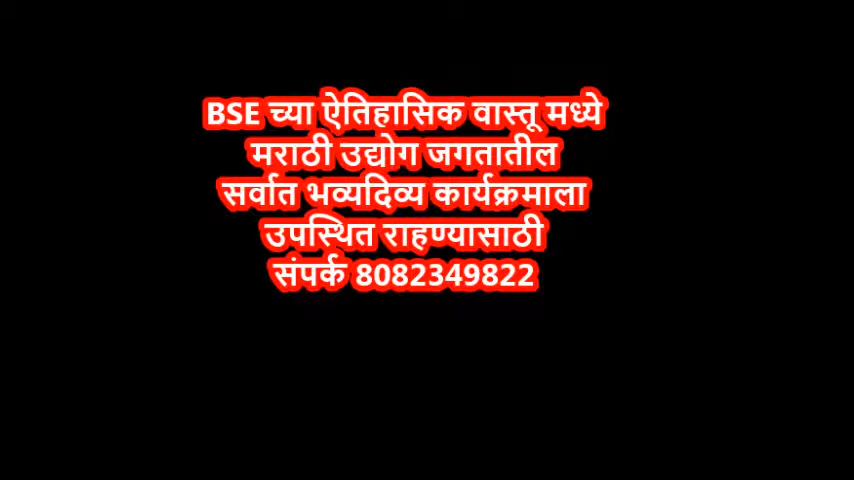 BSE च्या ऐतिहासिक वास्तू मध्ये
मराठी उद्योग जगतातील
सर्वात भव्यदिव्य कार्यक्रमाला
उपस्थित राहण्यासाठी
संपर्क 8082349822